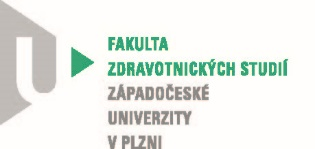 FAKULTA
ZDRAVOTNICKÝCH STUDIÍ
ZÁPADOČESKÉ
UNIVERZITY
V PLZNI